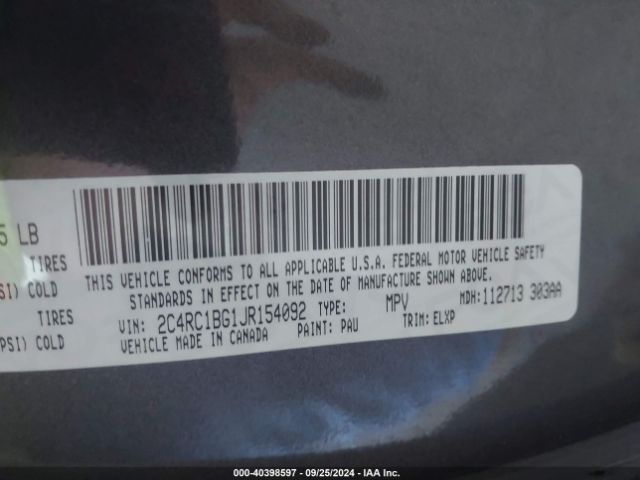 5 LB
TIRES
SI) COLD
TIRES
PSI) COLD
THIS VEHICLE CONFORMS TO ALL APPLICABLE U.S.A. FEDERAL MOTOR VEHICLE SAFETY
STANDARDS IN EFFECT ON THE DATE OF MANUFACTURE SHOWN ABOVE.
VIN: 2C4RC1BG1JR154092 TYPE: MPV MDH:112713 303AA
VEHICLE MADE IN CANADA PAINT: PAU TRIM: ELXP
000-40398597 - 09/25/2024 - IAA Inc.